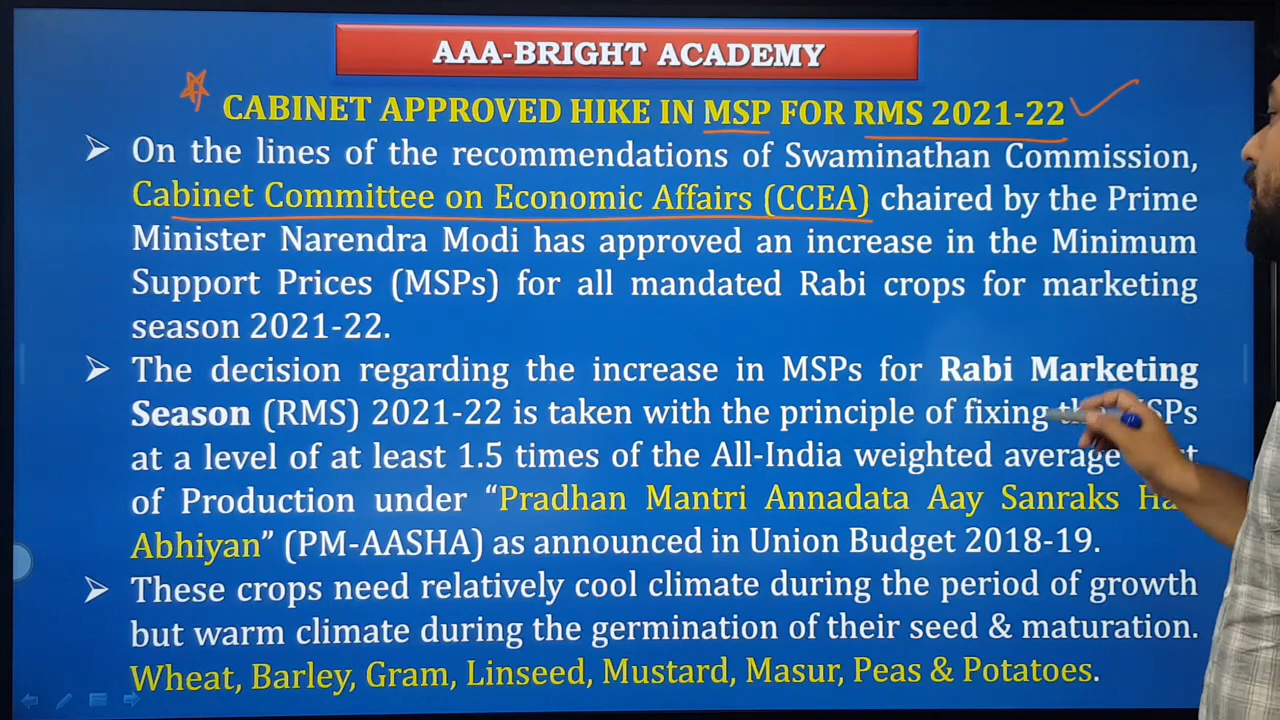 AAA-BRIGHT ACADEMY
CABINET APPROVED HIKE IN MSP FOR RMS 2021-22
On the lines of the recommendations of Swaminathan Commission,
Cabinet Committee on Economic Affairs (CCEA) chaired by the Prime
Minister Narendra Modi has approved an increase in the Minimum
Support Prices (MSPs) for all mandated Rabi crops for marketing
season 2021-22.
The decision regarding the increase in MSPs for Rabi Marketing
Season (RMS) 2021-22 is taken with the principle of fixing the MSPs
at a level of at least 1.5 times of the All-India weighted average
of Production under “Pradhan Mantri Annadata Aay Sanraks
Abhiyan” (PM-AASHA) as announced in Union Budget 2018-19.
These crops need relatively cool climate during the period of growth
but warm climate during the germination of their seed & maturation.
Wheat, Barley, Gram, Linseed, Mustard, Masur, Peas & Potatoes.